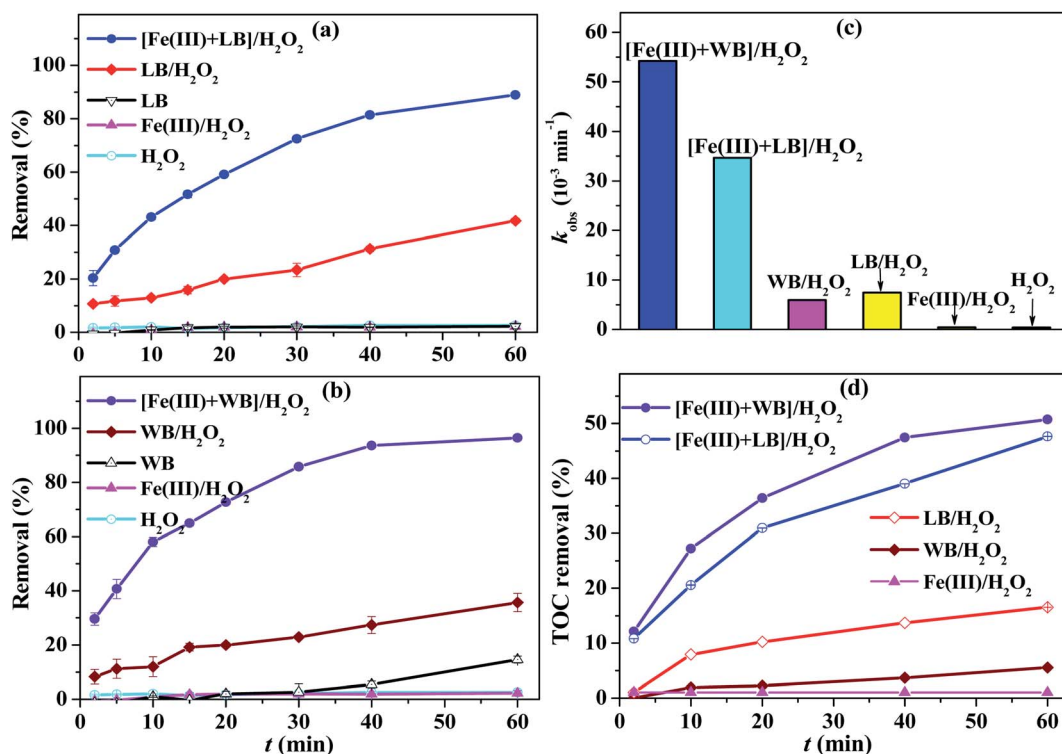 (a)
[Fe(III)+LB]/H₂O₂
LB/H₂O₂
LB
Fe(III)/H₂O₂
H₂O₂
Removal (%)
100
80
60
40
20
0
0 10 20 30 40 50 60
(c)
[Fe(III)+WB]/H₂O₂
[Fe(III)+LB]/H₂O₂
WB/H₂O₂
LB/H₂O₂
Fe(III)/H₂O₂
H₂O₂
k_obs (10⁻³ min⁻¹)
60
50
40
30
20
10
0
(b)
[Fe(III)+WB]/H₂O₂
WB/H₂O₂
WB
Fe(III)/H₂O₂
H₂O₂
Removal (%)
100
80
60
40
20
0
0 10 20 30 40 50 60
t (min)
(d)
[Fe(III)+WB]/H₂O₂
[Fe(III)+LB]/H₂O₂
LB/H₂O₂
WB/H₂O₂
Fe(III)/H₂O₂
TOC removal (%)
50
40
30
20
10
0
0 20 40 60
t (min)